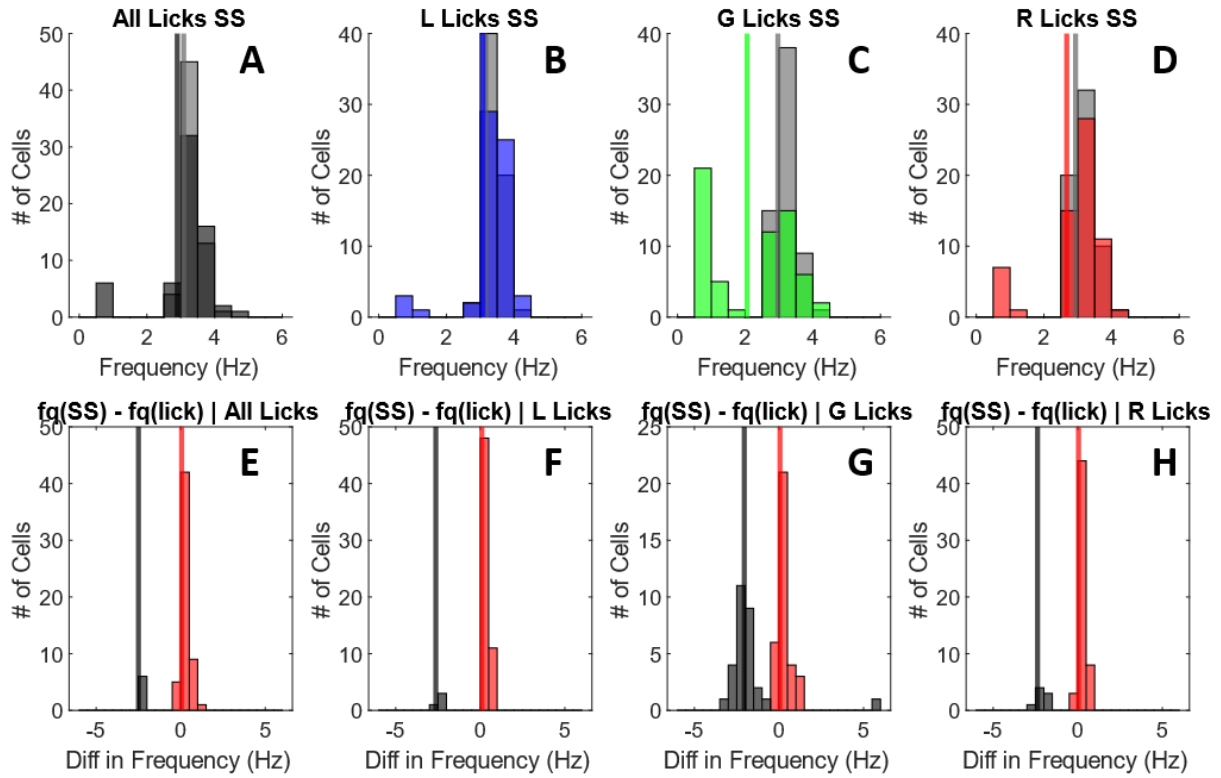 All Licks SS
A
50
40
30
20
10
0
# of Cells
0 2 4 6
Frequency (Hz)
L Licks SS
B
40
30
20
10
0
# of Cells
0 2 4 6
Frequency (Hz)
G Licks SS
C
40
30
20
10
0
# of Cells
0 2 4 6
Frequency (Hz)
R Licks SS
D
40
30
20
10
0
# of Cells
0 2 4 6
Frequency (Hz)
fq(SS) - fq(lick) | All Licks
E
50
40
30
20
10
0
# of Cells
-5 0 5
Diff in Frequency (Hz)
fq(SS) - fq(lick) | L Licks
F
50
40
30
20
10
0
# of Cells
-5 0 5
Diff in Frequency (Hz)
fq(SS) - fq(lick) | G Licks
G
25
20
15
10
5
0
# of Cells
-5 0 5
Diff in Frequency (Hz)
fq(SS) - fq(lick) | R Licks
H
50
40
30
20
10
0
# of Cells
-5 0 5
Diff in Frequency (Hz)